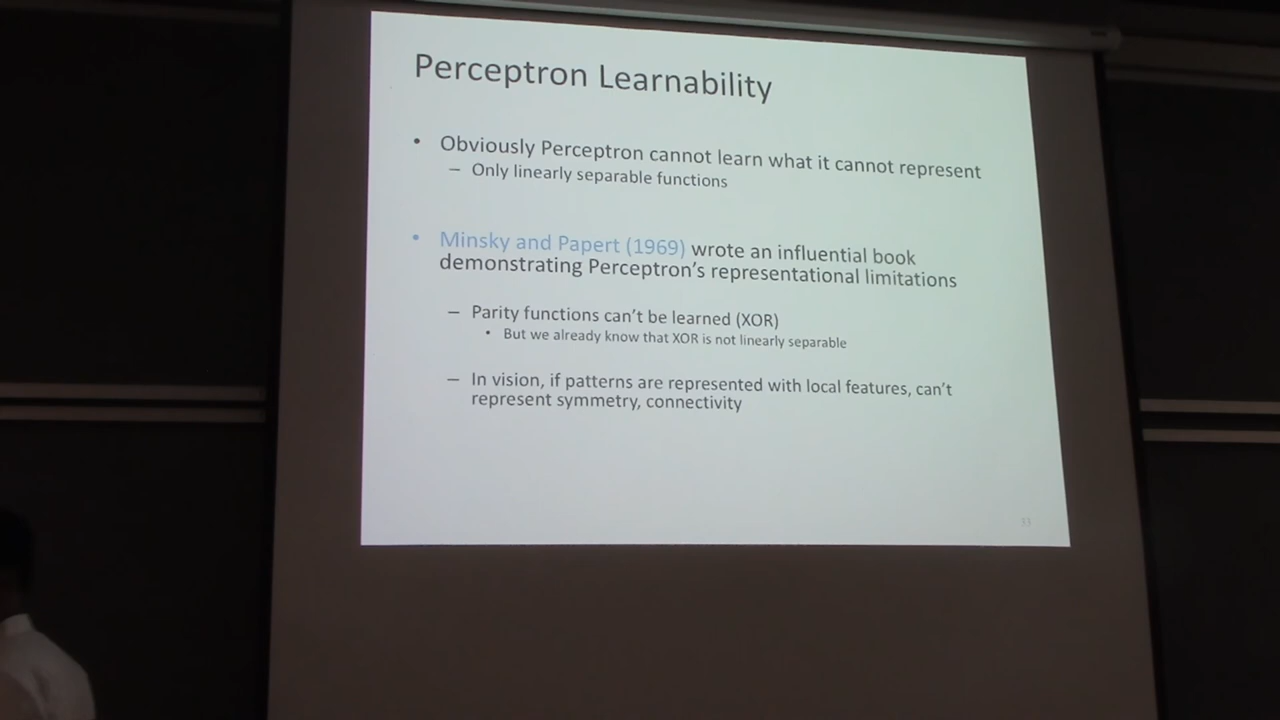 Perceptron Learnability
• Obviously Perceptron cannot learn what it cannot represent
– Only linearly separable functions
• Minsky and Papert (1969) wrote an influential book
demonstrating Perceptron’s representational limitations
– Parity functions can’t be learned (XOR)
• But we already know that XOR is not linearly separable
– In vision, if patterns are represented with local features, can’t
represent symmetry, connectivity
33